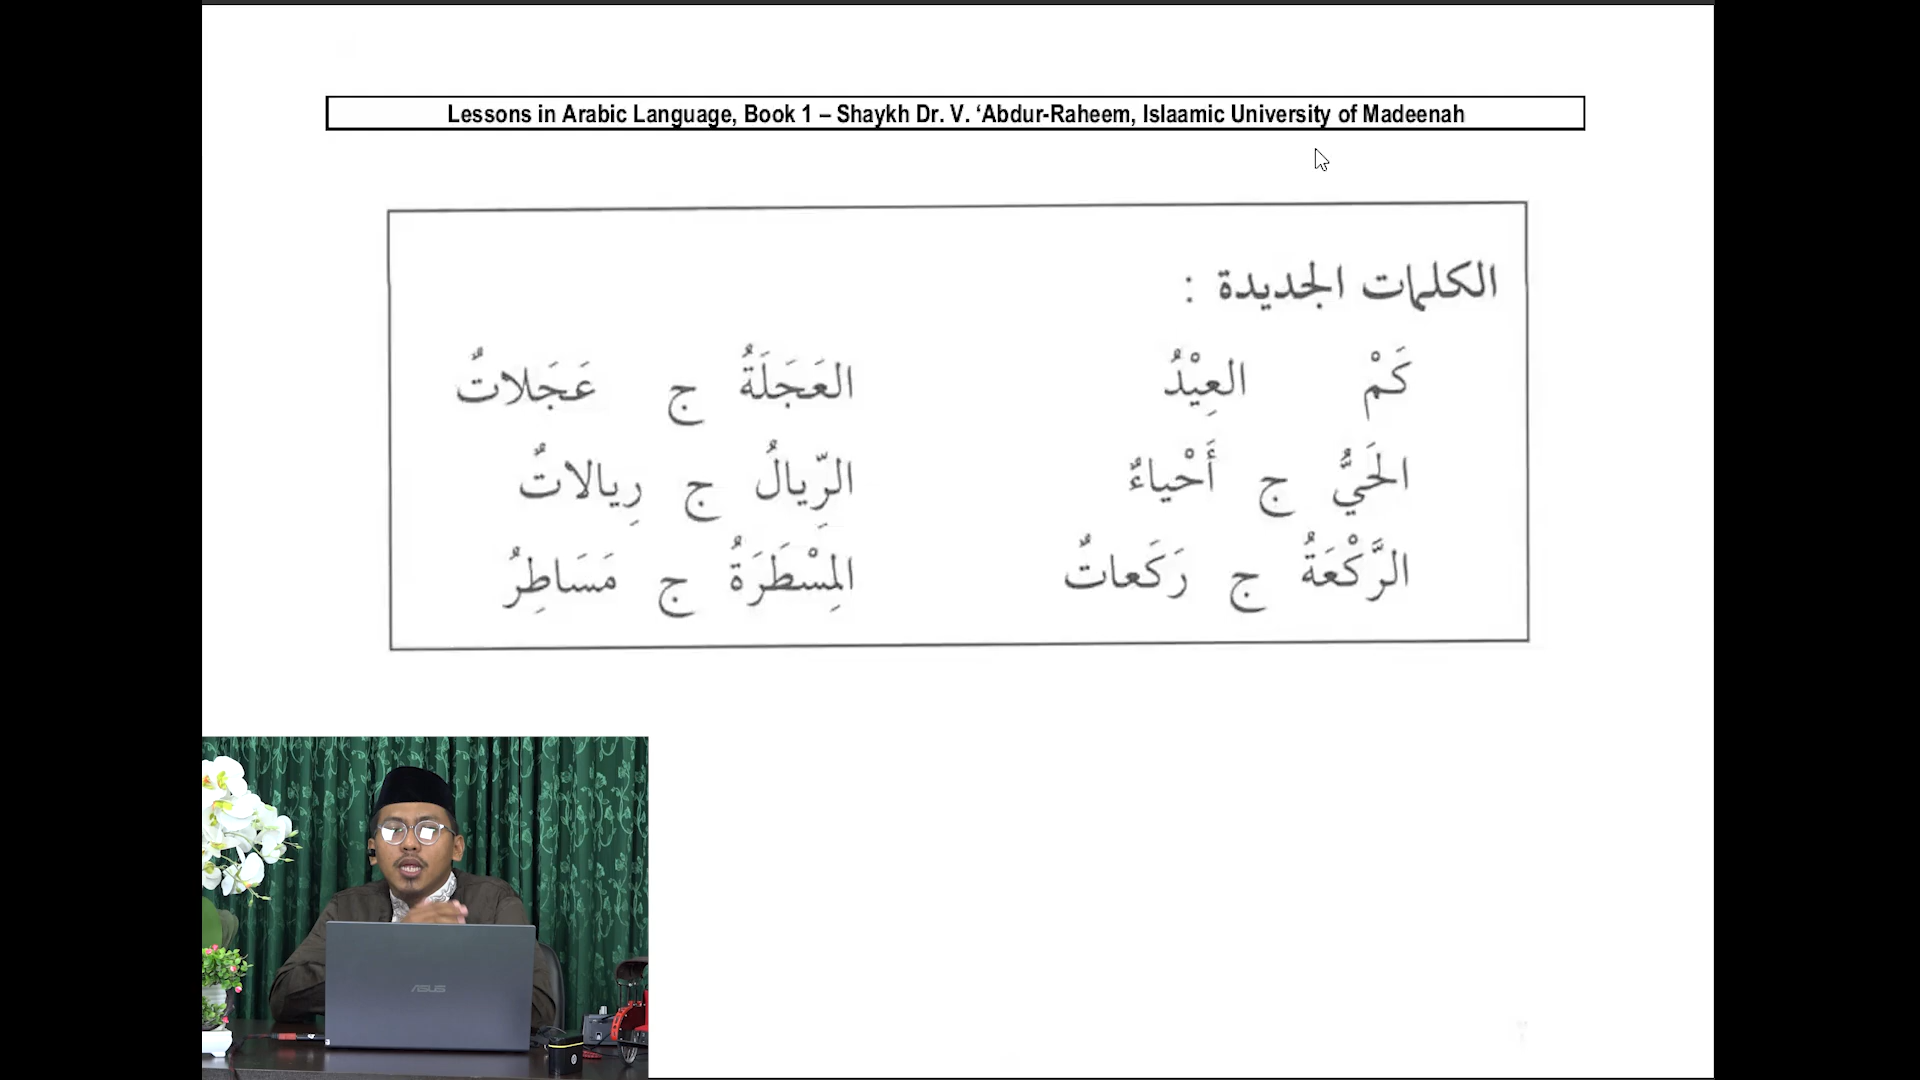 Lessons in Arabic Language, Book 1 – Shaykh Dr. V. ‘Abdur-Raheem, Islaamic University of Madeenah
الكلمات الجديدة :
كَمْ العِيْدُ العَجَلَةُ ج عَجَلاتٌ
الحَيُّ ج أَحْياءٌ الرِّيالُ ج رِيالاتٌ
الرَّكْعَةُ ج رَكَعاتٌ المِسْطَرَةُ ج مَسَاطِرُ
ASUS